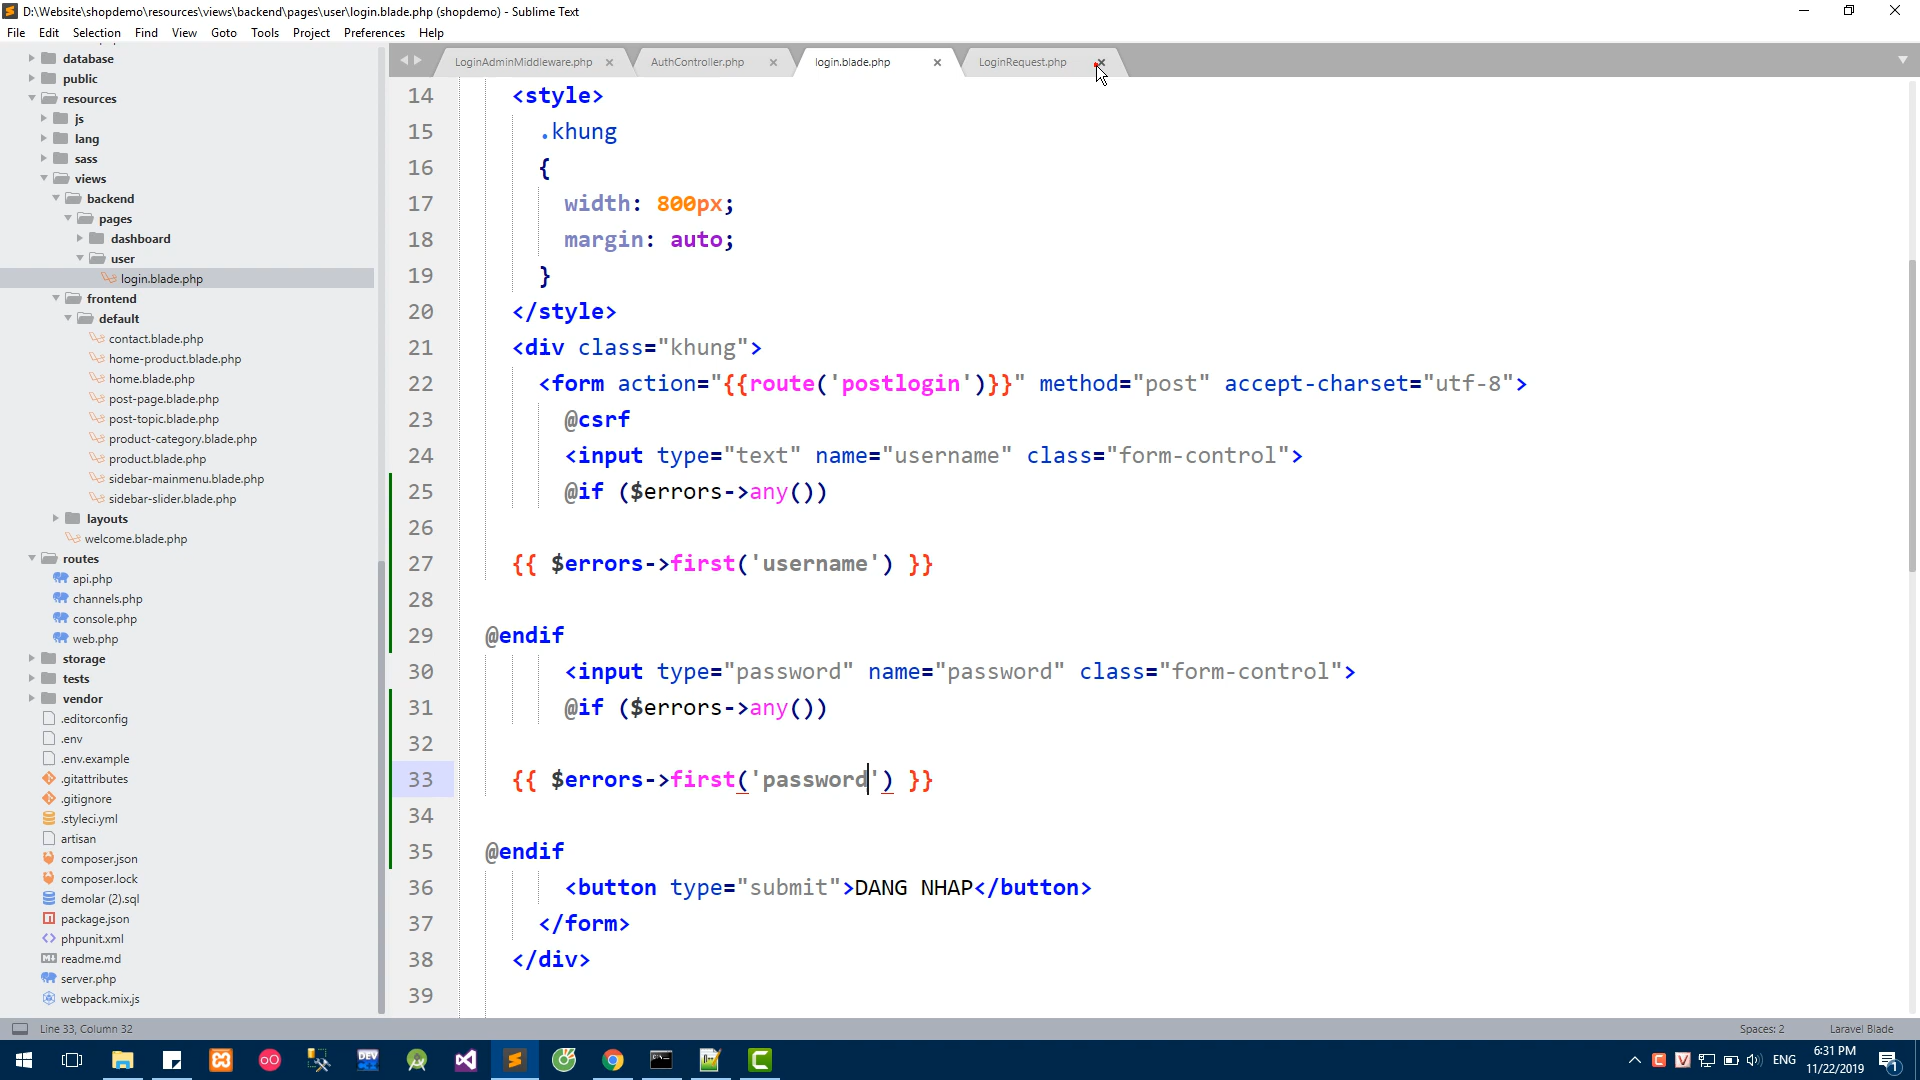 D:\Website\shopdemo\resources\views\backend\pages\user\login.blade.php (shopdemo) - Sublime Text
File Edit Selection Find View Goto Tools Project Preferences Help
LoginAdminMiddleware.php AuthController.php login.blade.php LoginRequest.php
database
public
resources
js
lang
sass
views
backend
pages
dashboard
user
login.blade.php
frontend
default
contact.blade.php
home-product.blade.php
home.blade.php
post-page.blade.php
post-topic.blade.php
product-category.blade.php
product.blade.php
sidebar-mainmenu.blade.php
sidebar-slider.blade.php
layouts
welcome.blade.php
routes
api.php
channels.php
console.php
web.php
storage
tests
vendor
.editorconfig
.env
.env.example
.gitattributes
.gitignore
.styleci.yml
artisan
composer.json
composer.lock
demolar (2).sql
package.json
phpunit.xml
readme.md
server.php
webpack.mix.js
14 <style>
15 .khung
16 {
17 width: 800px;
18 margin: auto;
19 }
20 </style>
21 <div class="khung">
22 <form action="{{route('postlogin')}}" method="post" accept-charset="utf-8">
23 @csrf
24 <input type="text" name="username" class="form-control">
25 @if ($errors->any())
26
27 {{ $errors->first('username') }}
28
29 @endif
30 <input type="password" name="password" class="form-control">
31 @if ($errors->any())
32
33 {{ $errors->first('password') }}
34
35 @endif
36 <button type="submit">DANG NHAP</button>
37 </form>
38 </div>
39
Line 33, Column 32 Spaces: 2 Laravel Blade
DEV
ENG
6:31 PM
11/22/2019
1